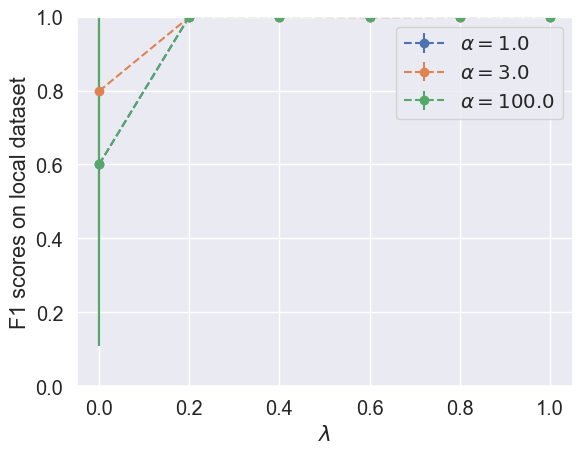 1.0
0.8
0.6
0.4
0.2
0.0
F1 scores on local dataset
α = 1.0
α = 3.0
α = 100.0
0.0 0.2 0.4 0.6 0.8 1.0
λ